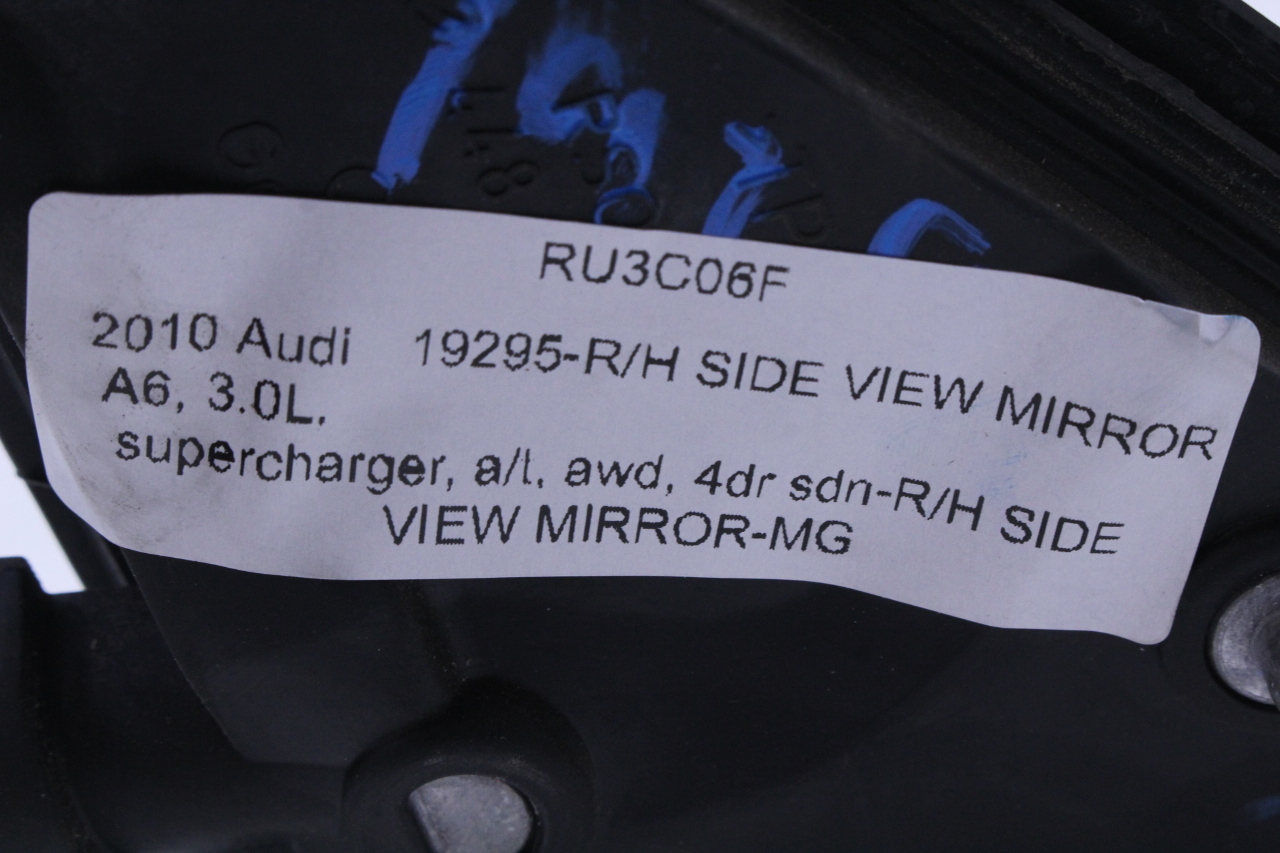 RU3C06F
2010 Audi 19295-R/H SIDE VIEW MIRROR
A6, 3.0L,
supercharger, a/t, awd, 4dr sdn-R/H SIDE
VIEW MIRROR-MG